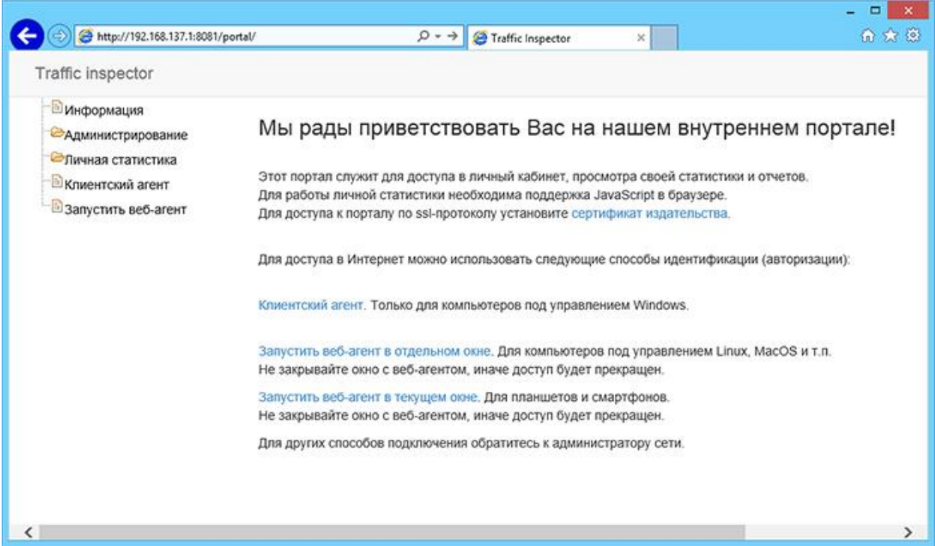 http://192.168.137.1:8081/portal/
Traffic Inspector
Traffic inspector
Информация
Администрирование
Личная статистика
Клиентский агент
Запустить веб-агент
Мы рады приветствовать Вас на нашем внутреннем портале!
Этот портал служит для доступа в личный кабинет, просмотра своей статистики и отчетов.
Для работы личной статистики необходима поддержка JavaScript в браузере.
Для доступа к порталу по ssl-протоколу установите сертификат издательства.
Для доступа в Интернет можно использовать следующие способы идентификации (авторизации):
Клиентский агент. Только для компьютеров под управлением Windows.
Запустить веб-агент в отдельном окне. Для компьютеров под управлением Linux, MacOS и т.п.
Не закрывайте окно с веб-агентом, иначе доступ будет прекращен.
Запустить веб-агент в текущем окне. Для планшетов и смартфонов.
Не закрывайте окно с веб-агентом, иначе доступ будет прекращен.
Для других способов подключения обратитесь к администратору сети.